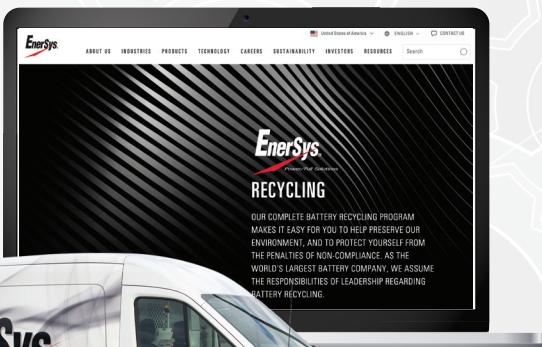 United States of America ENGLISH CONTACT US
EnerSys.
ABOUT US INDUSTRIES PRODUCTS TECHNOLOGY CAREERS SUSTAINABILITY INVESTORS RESOURCES Search
EnerSys.
Power/Full Solutions
RECYCLING
OUR COMPLETE BATTERY RECYCLING PROGRAM
MAKES IT EASY FOR YOU TO HELP PRESERVE OUR
ENVIRONMENT, AND TO PROTECT YOURSELF FROM
THE PENALTIES OF NON-COMPLIANCE. AS THE
WORLD'S LARGEST BATTERY COMPANY, WE ASSUME
THE RESPONSIBILITIES OF LEADERSHIP REGARDING
BATTERY RECYCLING.
Sys